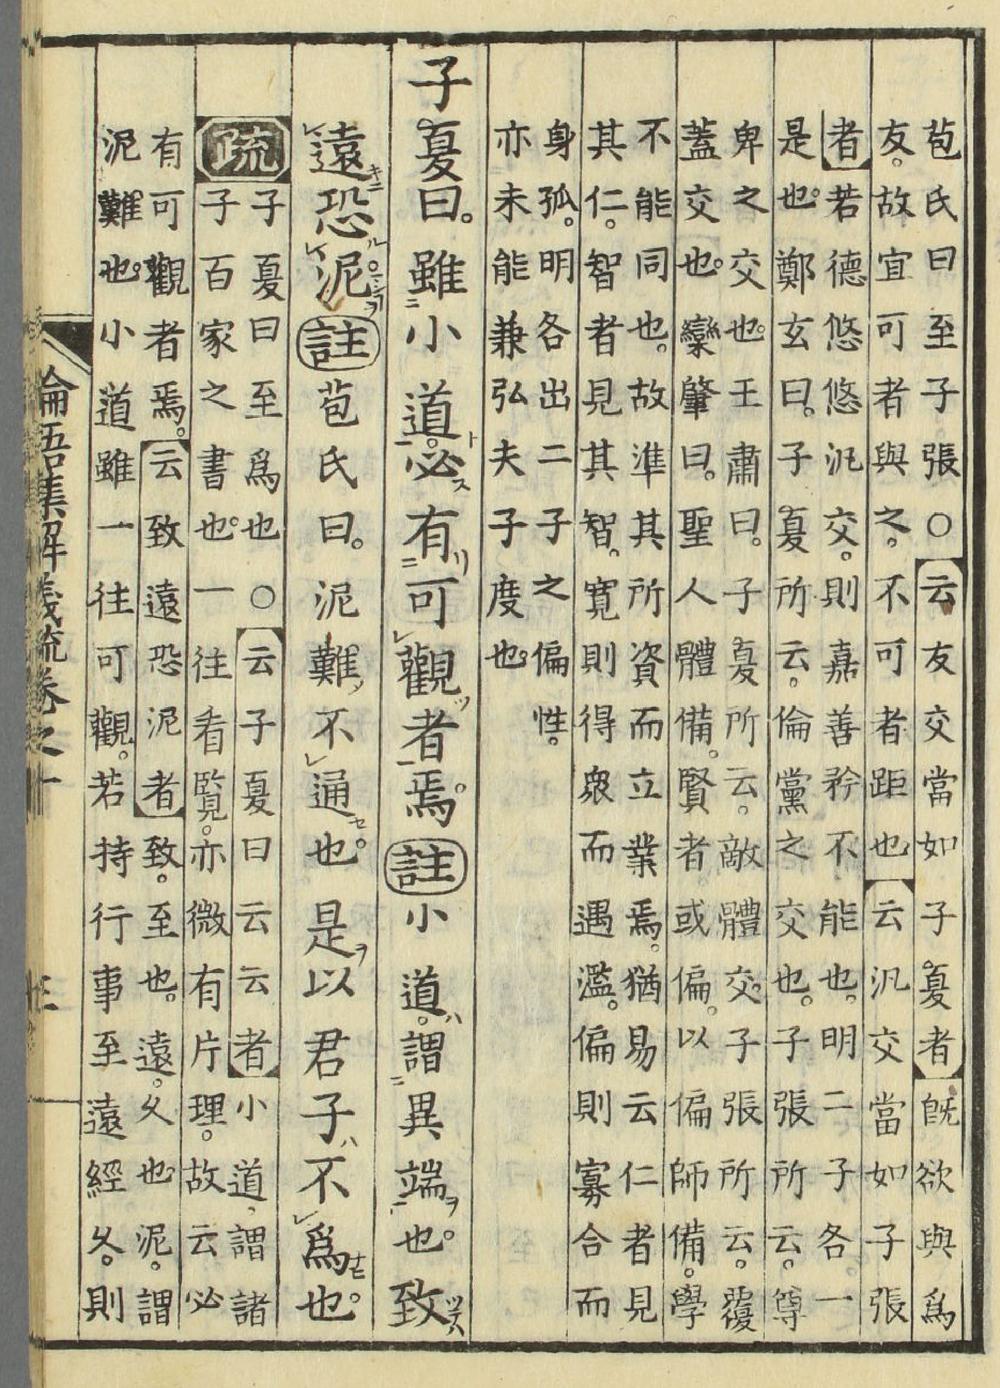 苞氏曰至子張○云友交當如子夏者既欲與爲
友。故宜可者與之。不可者距也云汎交當如子張
者若德悠悠汎交。則嘉善矜不能也。明二子各一
是也。鄭玄曰。子夏所云。倫黨之交也。子張所云。尊
卑之交也。王肅曰。子夏所云。敵體交。子張所云。覆
蓋交也。欒肇曰。聖人體備。賢者或偏。以偏師備。學
不能同也。故準其所資而立業焉。猶易云仁者見
其仁。智者見其智。寛則得衆而遇濫。偏則寡合而
身孤。明各出二子之偏性。
亦未能兼弘夫子度也
子夏曰。雖小道。必有可觀者焉。註小道。謂異端也。致
遠恐泥註苞氏曰。泥難不通也。是以君子不爲也。
疏
子夏曰至爲也○云子夏曰云云者小道謂諸
子百家之書也。一往看覽。亦微有片理。故云必
有可觀者焉。云致遠恐泥者致。至也。遠。久也泥。謂
泥難也。小道雖一往可觀。若持行事至遠經久。則
論語集解義疏卷之十
三